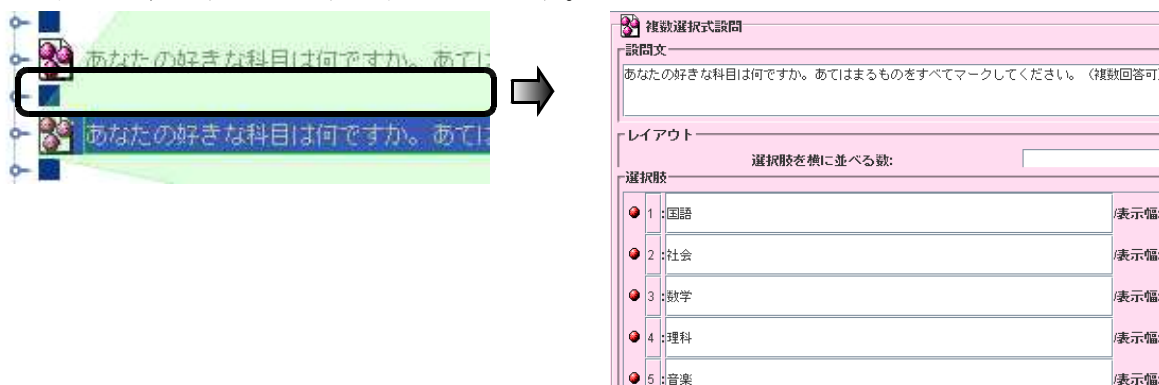 あなたの好きな科目は何ですか。あては
あなたの好きな科目は何ですか。あては
複数選択式設問
設問文
あなたの好きな科目は何ですか。あてはまるものをすべてマークしてください。（複数回答可
レイアウト
選択肢を横に並べる数:
選択肢
1 :国語 /表示幅:
2 :社会 /表示幅:
3 :数学 /表示幅:
4 :理科 /表示幅:
5 :音楽 /表示幅: